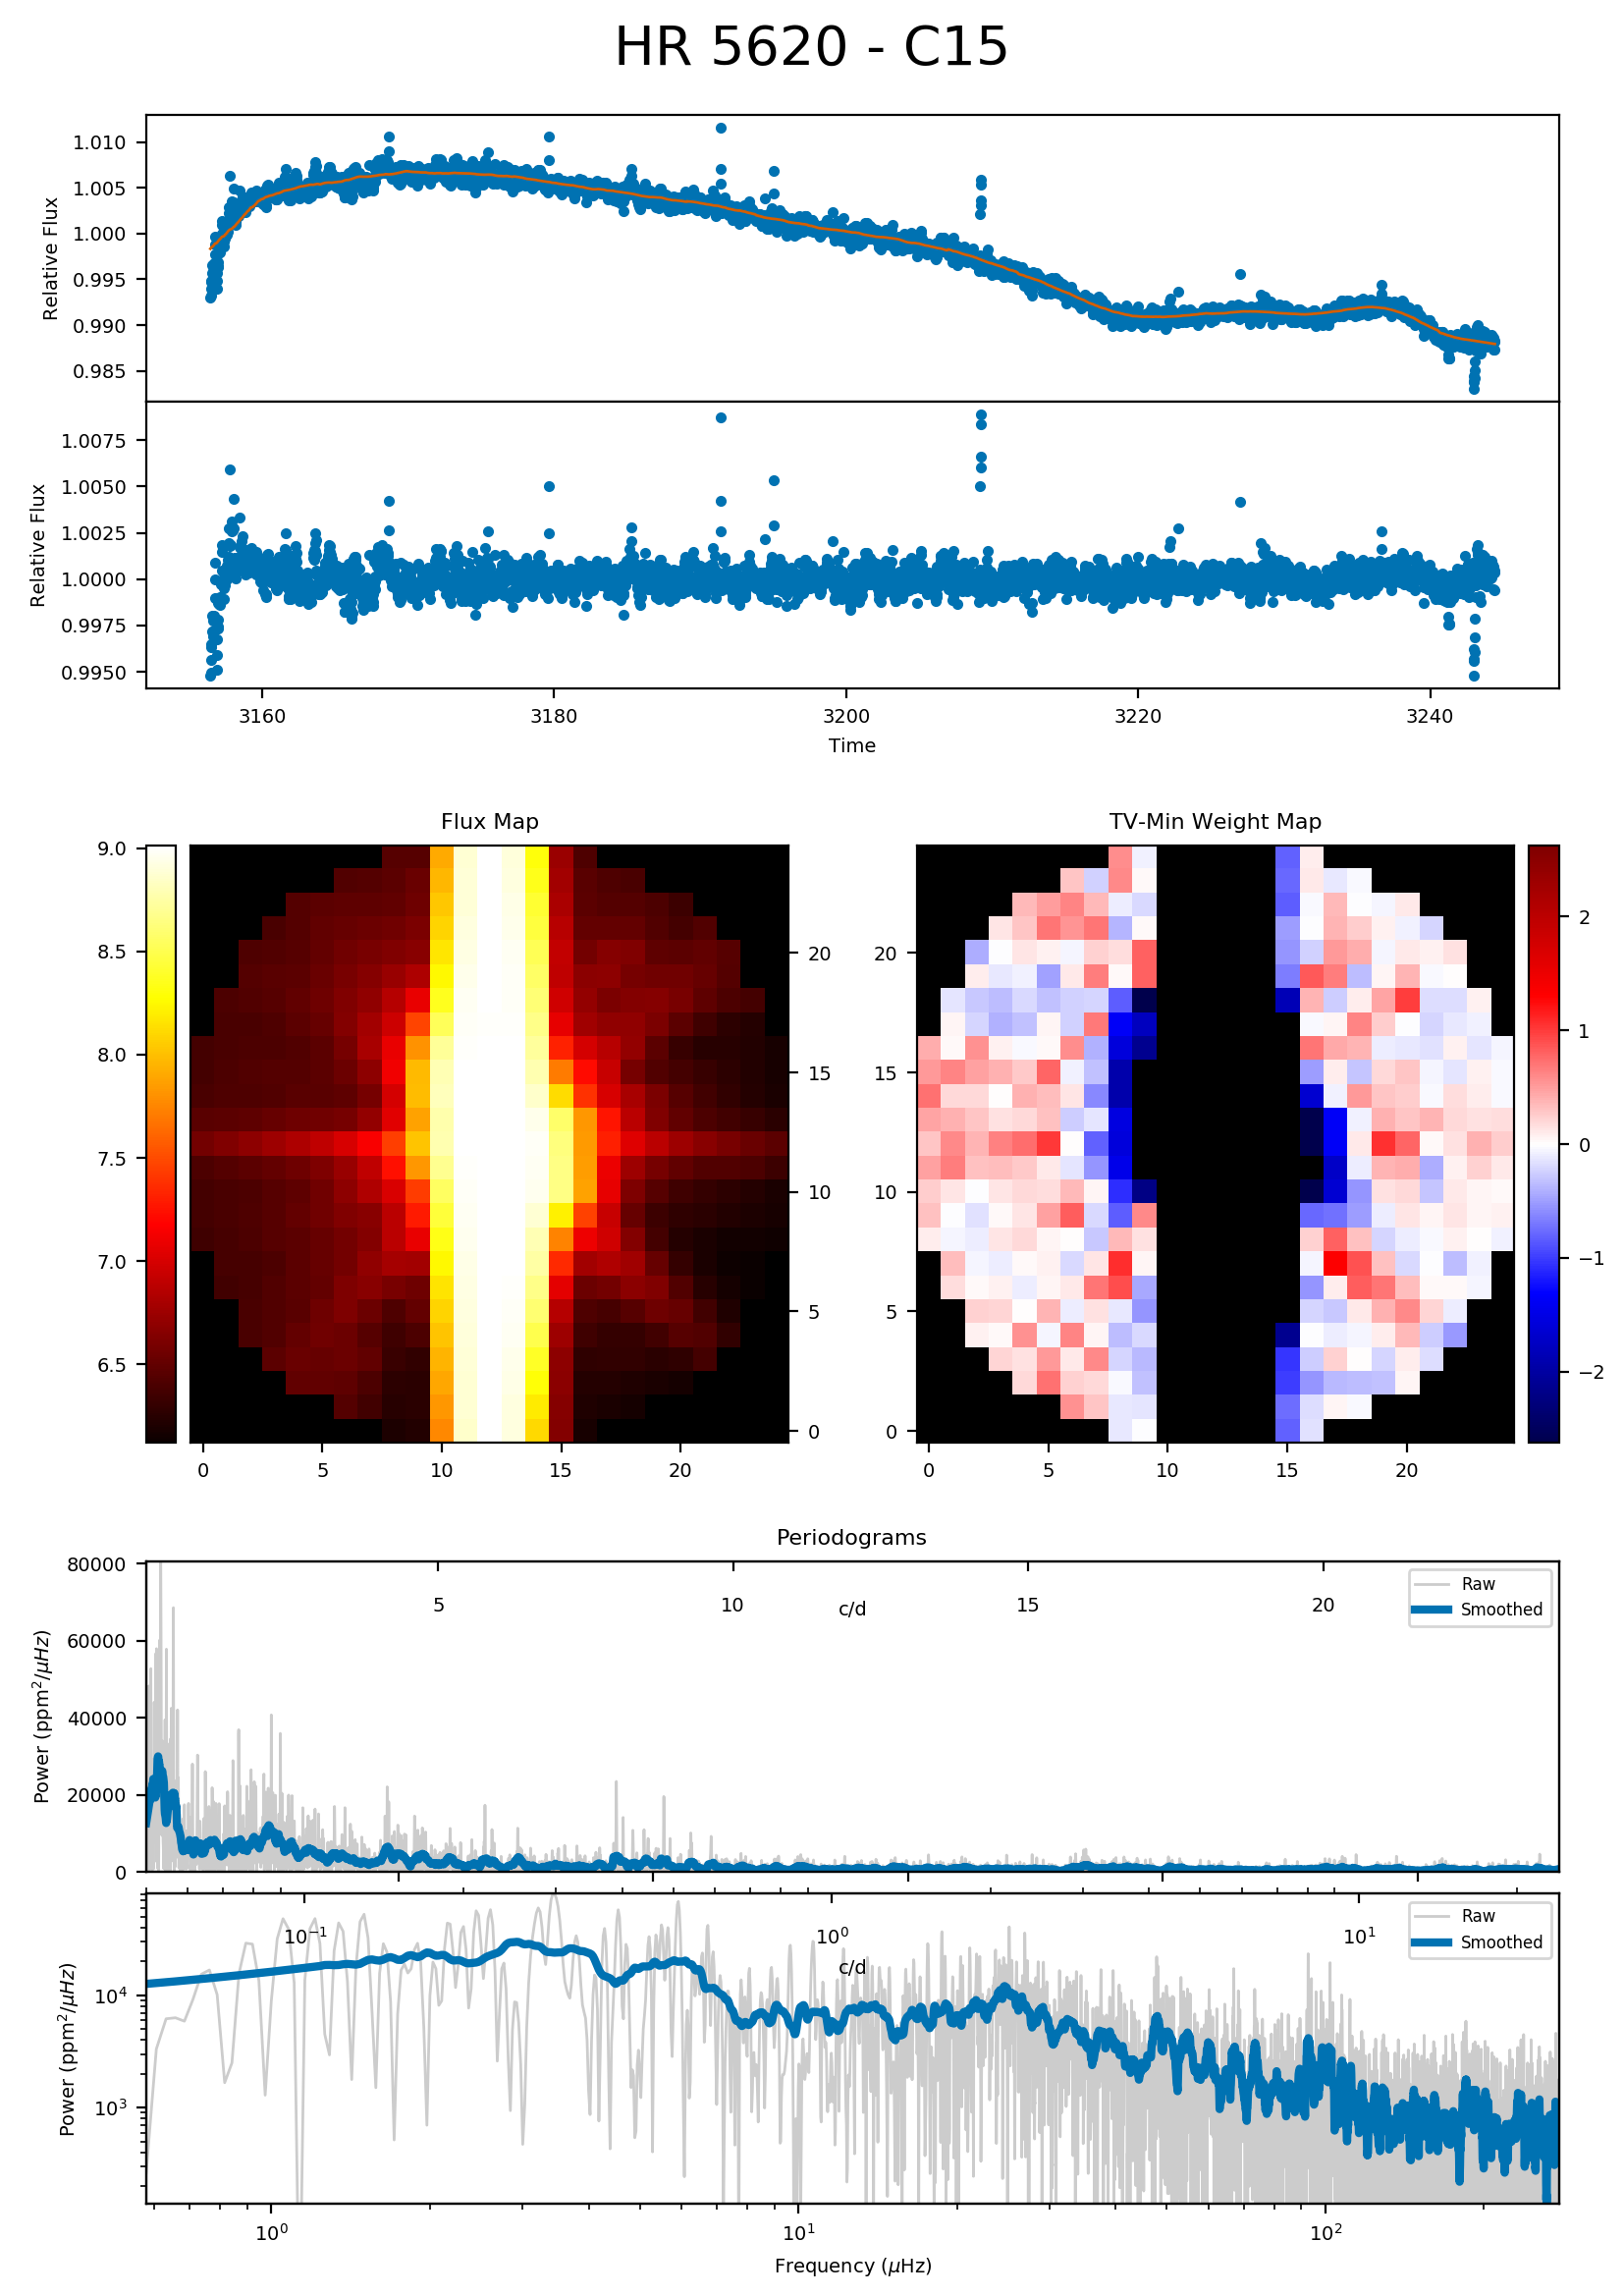 HR 5620 - C15
1.010
1.005
1.000
0.995
0.990
0.985
Relative Flux
1.0075
1.0050
1.0025
1.0000
0.9975
0.9950
Relative Flux
3160 3180 3200 3220 3240
Time
Flux Map
9.0
8.5
8.0
7.5
7.0
6.5
20
15
10
5
0
0 5 10 15 20
TV-Min Weight Map
20
15
10
5
0
0 5 10 15 20
2
1
0
−1
−2
Periodograms
80000
60000
40000
20000
0
Power (ppm²/μHz)
5 10 15 20
c/d
Raw
Smoothed
10⁻¹ 10⁰ 10¹
c/d
Raw
Smoothed
10⁴
10³
Power (ppm²/μHz)
10⁰ 10¹ 10²
Frequency (μHz)